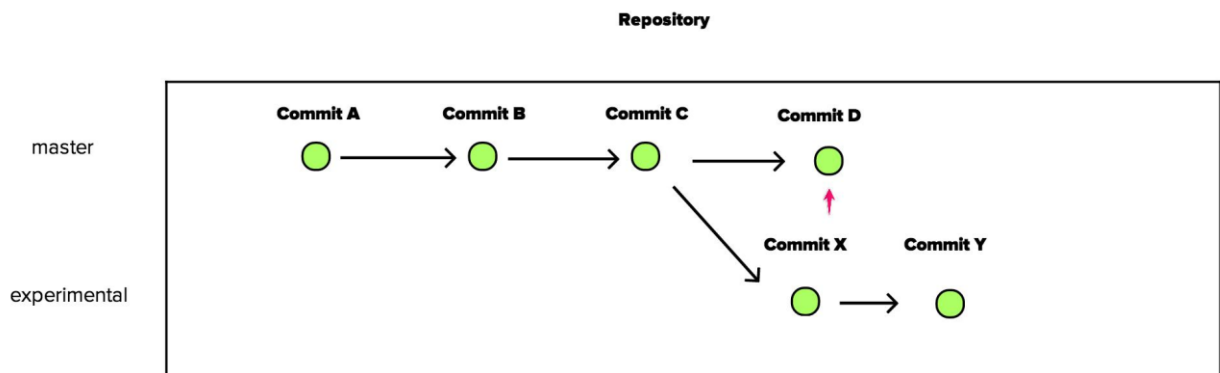 Repository
Commit A Commit B Commit C Commit D
master
Commit X Commit Y
experimental